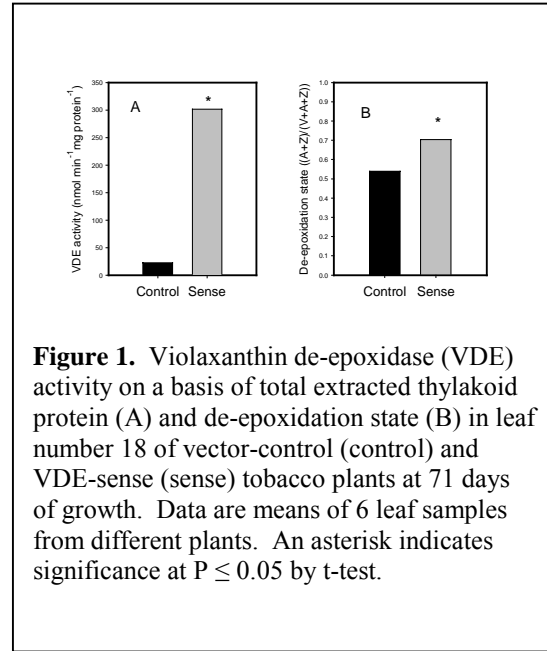 VDE activity (nmol min⁻¹ mg protein⁻¹)
350
300
250
200
150
100
50
0
A
*
Control Sense
De-epoxidation state ((A+Z)/(V+A+Z))
1.0
0.9
0.8
0.7
0.6
0.5
0.4
0.3
0.2
0.1
0.0
B
*
Control Sense
Figure 1. Violaxanthin de-epoxidase (VDE)
activity on a basis of total extracted thylakoid
protein (A) and de-epoxidation state (B) in leaf
number 18 of vector-control (control) and
VDE-sense (sense) tobacco plants at 71 days
of growth. Data are means of 6 leaf samples
from different plants. An asterisk indicates
significance at P ≤ 0.05 by t-test.